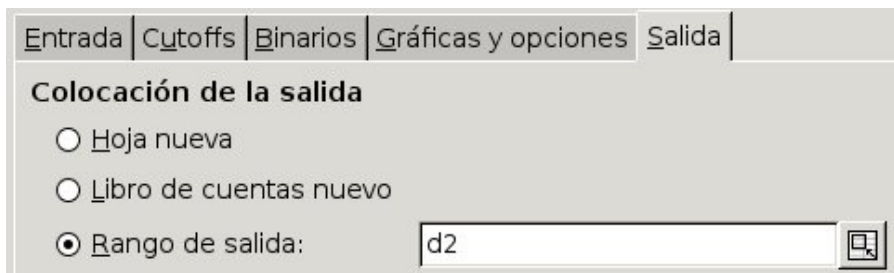 Entrada Cutoffs Binarios Gráficas y opciones Salida
Colocación de la salida
Hoja nueva
Libro de cuentas nuevo
Rango de salida: d2